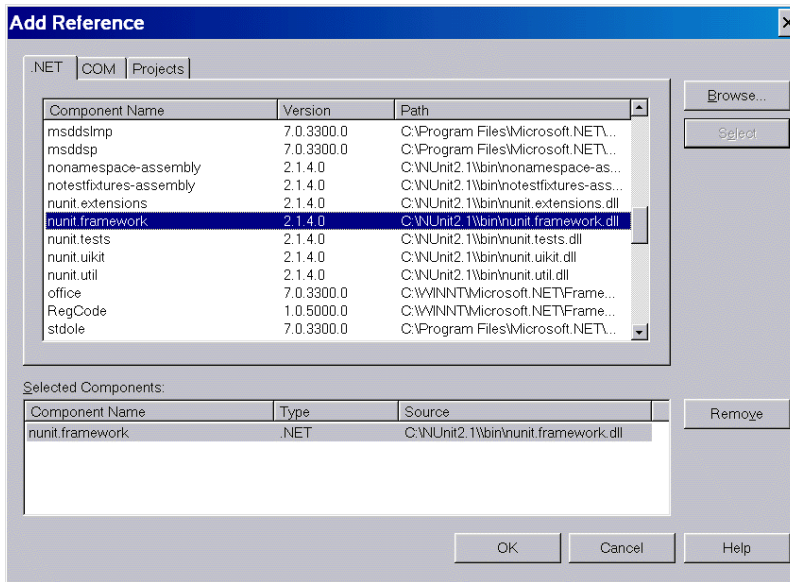 Add Reference
.NET COM Projects
Browse...
Select
Component Name Version Path
msddslmp 7.0.3300.0 C:\Program Files\Microsoft.NET\...
msddsp 7.0.3300.0 C:\Program Files\Microsoft.NET\...
nonamespace-assembly 2.1.4.0 C:\NUnit2.1\\bin\nonamespace-as...
notestfixtures-assembly 2.1.4.0 C:\NUnit2.1\\bin\notestfixtures-ass...
nunit.extensions 2.1.4.0 C:\NUnit2.1\\bin\nunit.extensions.dll
nunit.framework 2.1.4.0 C:\NUnit2.1\\bin\nunit.framework.dll
nunit.tests 2.1.4.0 C:\NUnit2.1\\bin\nunit.tests.dll
nunit.uikit 2.1.4.0 C:\NUnit2.1\\bin\nunit.uikit.dll
nunit.util 2.1.4.0 C:\NUnit2.1\\bin\nunit.util.dll
office 7.0.3300.0 C:\WINNT\Microsoft.NET\Frame...
RegCode 1.0.5000.0 C:\WINNT\Microsoft.NET\Frame...
stdole 7.0.3300.0 C:\Program Files\Microsoft.NET\...
Selected Components:
Component Name Type Source
Remove
nunit.framework .NET C:\NUnit2.1\\bin\nunit.framework.dll
OK Cancel Help